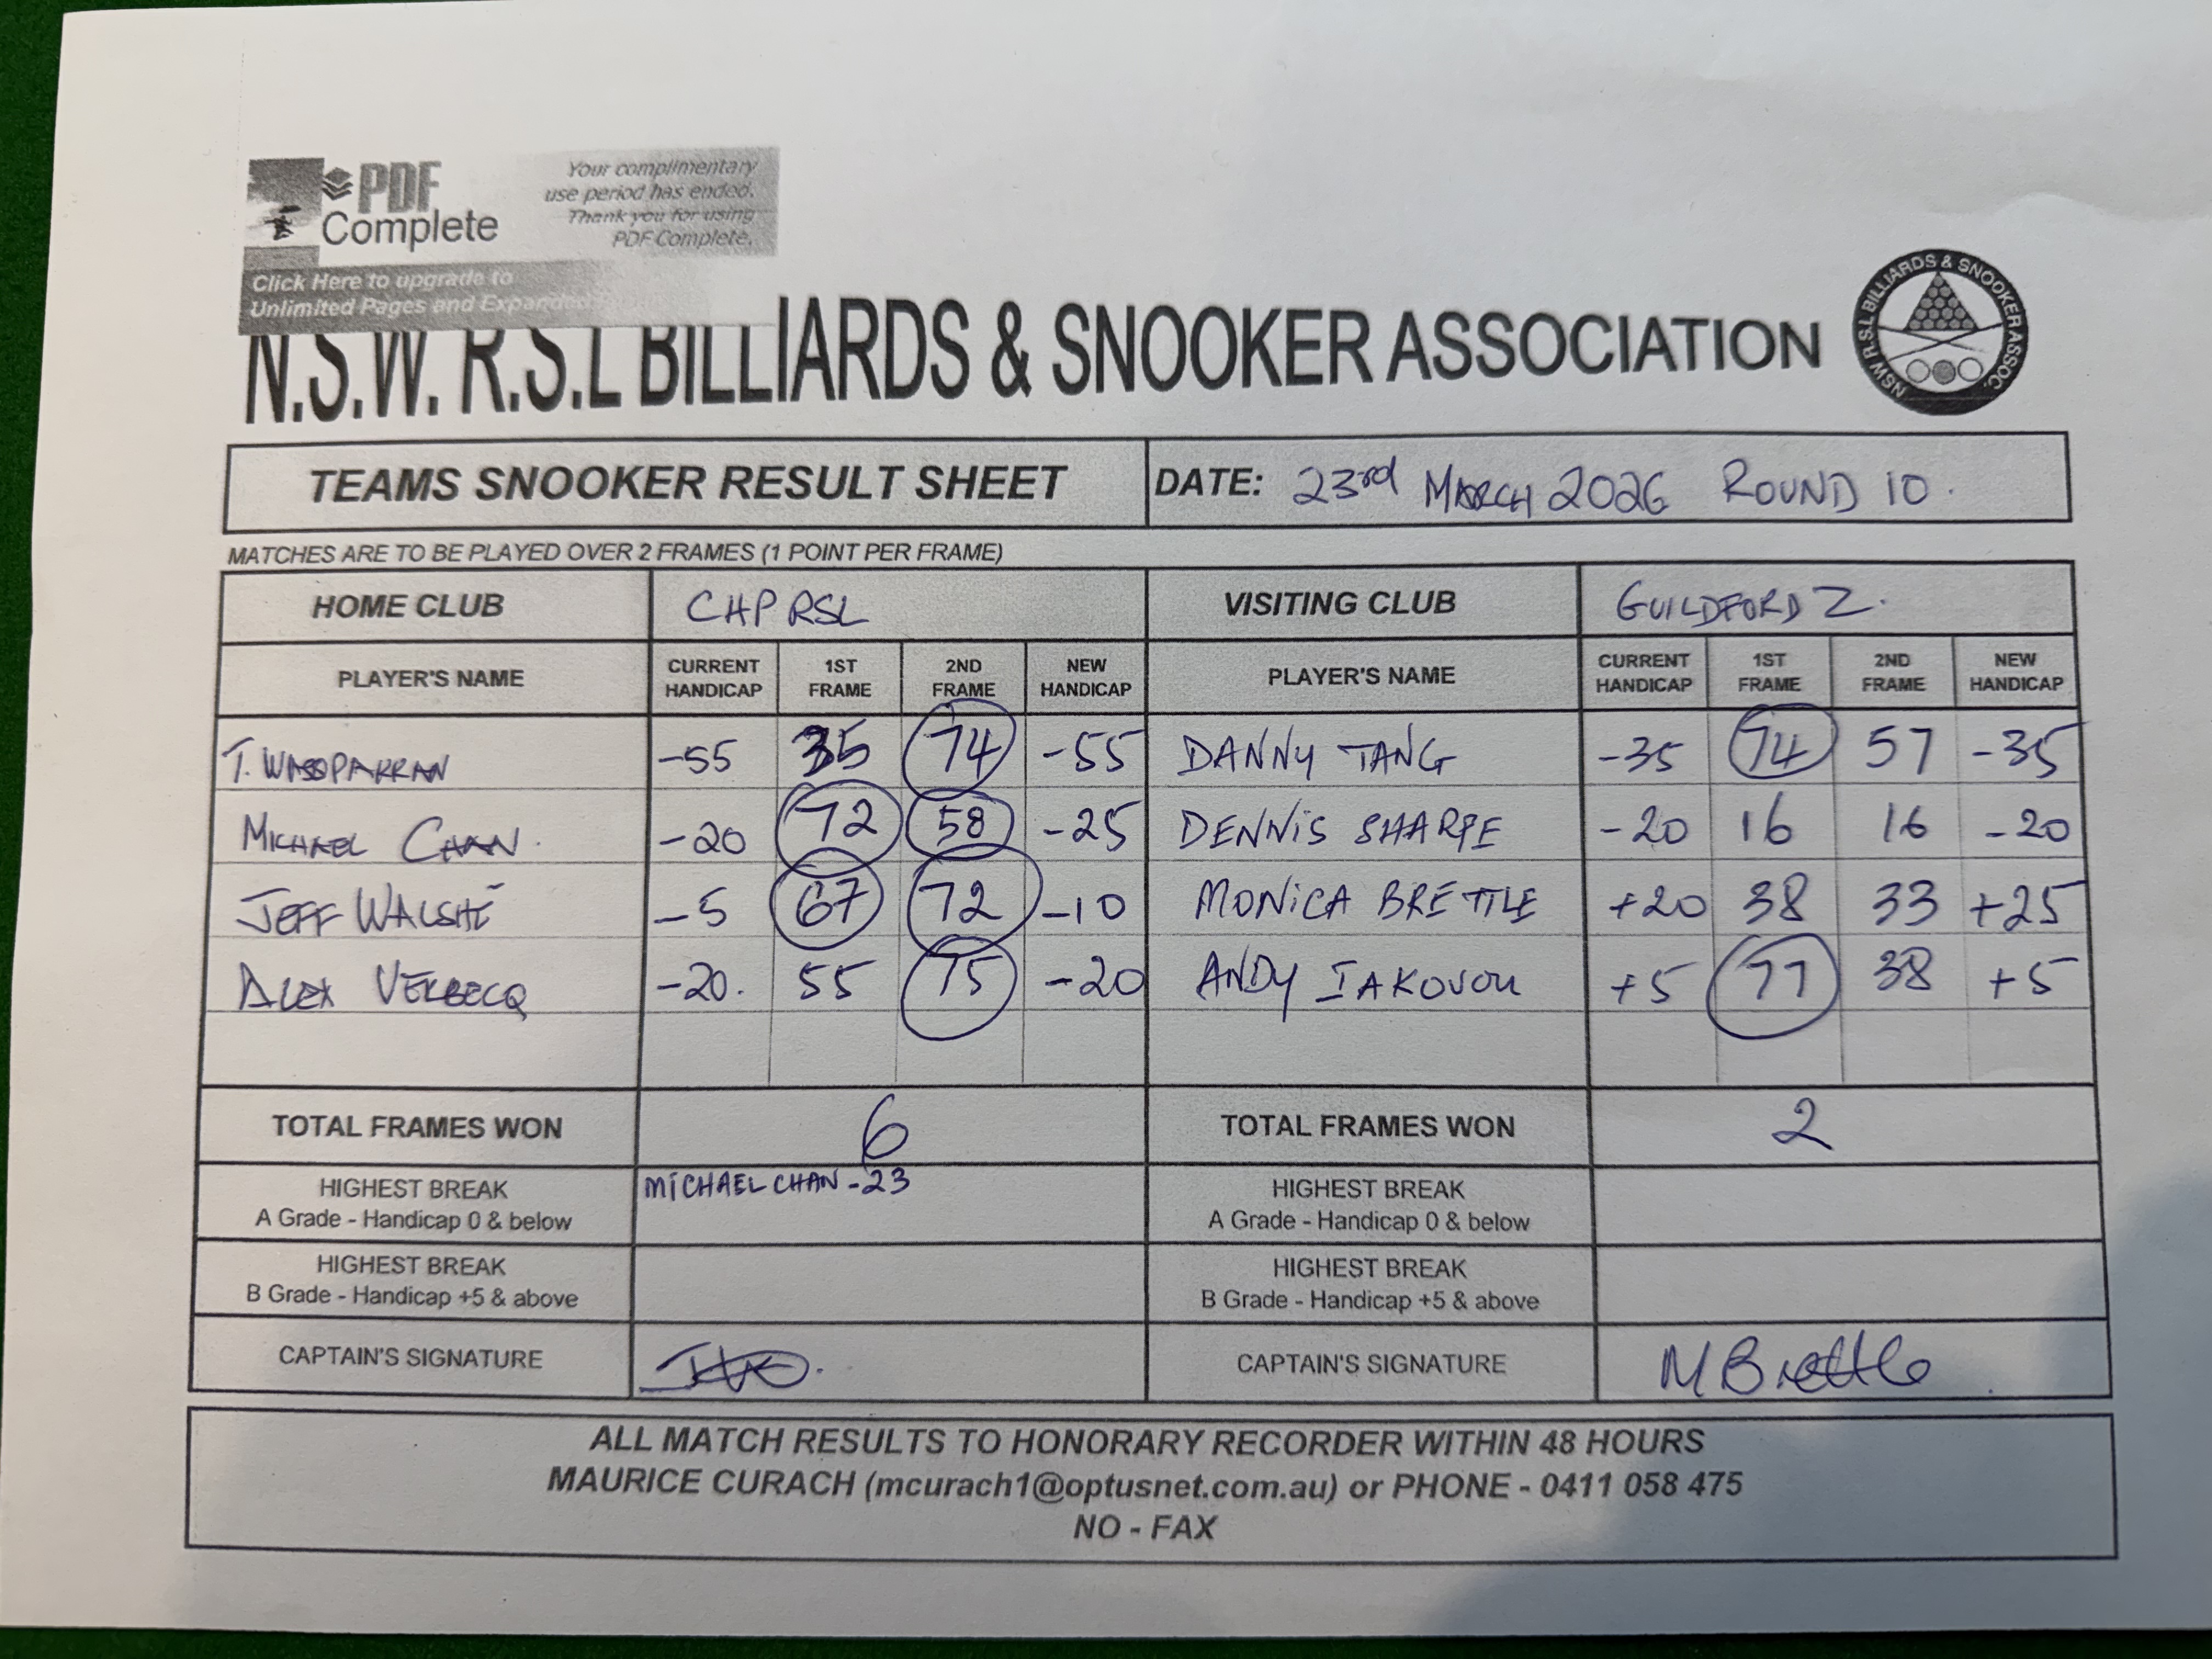 PDF Complete
Your complimentary
use period has ended.
Thank you for using
PDF Complete.
Click Here to upgrade to
Unlimited Pages and Expanded
N.S.W. R.S.L BILLIARDS & SNOOKER ASSOCIATION
NSW R.S.L BILLIARDS & SNOOKER ASSOC.
TEAMS SNOOKER RESULT SHEET DATE: 23rd MARCH 2026 ROUND 10.
MATCHES ARE TO BE PLAYED OVER 2 FRAMES (1 POINT PER FRAME)
HOME CLUB CHP RSL VISITING CLUB GUILDFORD 2.
PLAYER'S NAME CURRENT HANDICAP 1ST FRAME 2ND FRAME NEW HANDICAP PLAYER'S NAME CURRENT HANDICAP 1ST FRAME 2ND FRAME NEW HANDICAP
T. -55 35 74 -55 DANNY TANG -35 74 57 -35
MICHAEL CHAN. -20 72 58 -25 DENNIS SHARPE -20 16 16 -20
JEFF WALSHE -5 67 72 -10 MONICA BRETTLE +20 38 33 +25
ALEX VERBECQ -20. 55 75 -20 ANDY IAKOVOU +5 77 38 +5
TOTAL FRAMES WON 6 TOTAL FRAMES WON 2
HIGHEST BREAK MICHAEL CHAN - 23 HIGHEST BREAK
A Grade - Handicap 0 & below A Grade - Handicap 0 & below
HIGHEST BREAK HIGHEST BREAK
B Grade - Handicap +5 & above B Grade - Handicap +5 & above
CAPTAIN'S SIGNATURE CAPTAIN'S SIGNATURE M Brettle
ALL MATCH RESULTS TO HONORARY RECORDER WITHIN 48 HOURS
MAURICE CURACH (mcurach1@optusnet.com.au) or PHONE - 0411 058 475
NO - FAX